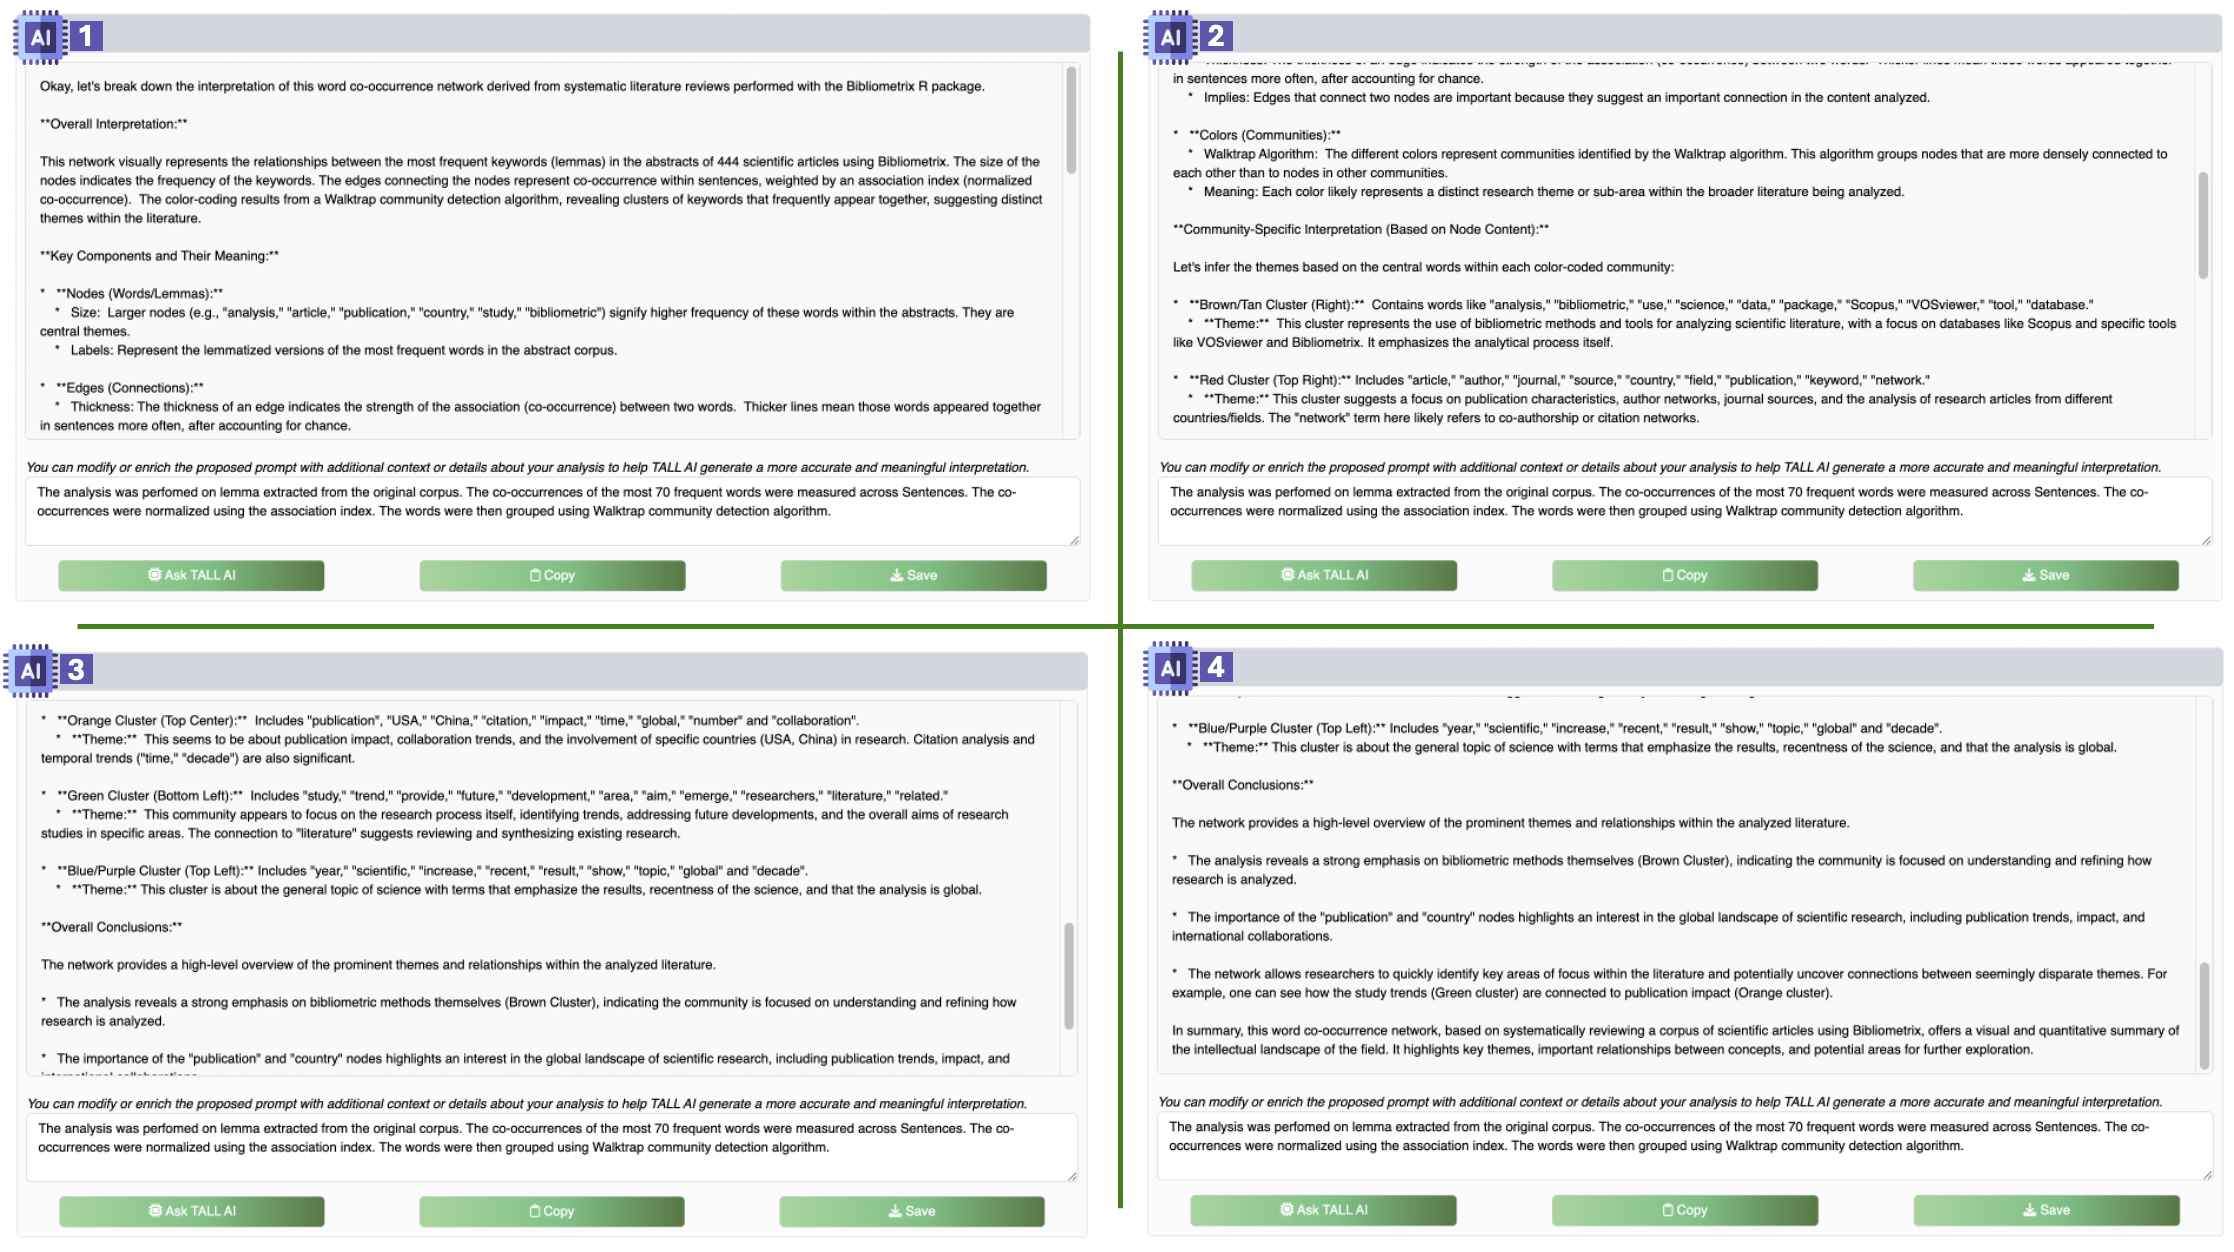 AI 1
Okay, let's break down the interpretation of this word co-occurrence network derived from systematic literature reviews performed with the Bibliometrix R package.
**Overall Interpretation:**
This network visually represents the relationships between the most frequent keywords (lemmas) in the abstracts of 444 scientific articles using Bibliometrix. The size of the
nodes indicates the frequency of the keywords. The edges connecting the nodes represent co-occurrence within sentences, weighted by an association index (normalized
co-occurrence).  The color-coding results from a Walktrap community detection algorithm, revealing clusters of keywords that frequently appear together, suggesting distinct
themes within the literature.
**Key Components and Their Meaning:**
*   **Nodes (Words/Lemmas):**
*   Size:  Larger nodes (e.g., "analysis," "article," "publication," "country," "study," "bibliometric") signify higher frequency of these words within the abstracts. They are
central themes.
*   Labels: Represent the lemmatized versions of the most frequent words in the abstract corpus.
*   **Edges (Connections):**
*   Thickness: The thickness of an edge indicates the strength of the association (co-occurrence) between two words.  Thicker lines mean those words appeared together
in sentences more often, after accounting for chance.
You can modify or enrich the proposed prompt with additional context or details about your analysis to help TALL AI generate a more accurate and meaningful interpretation.
The analysis was perfomed on lemma extracted from the original corpus. The co-occurrences of the most 70 frequent words were measured across Sentences. The co-
occurrences were normalized using the association index. The words were then grouped using Walktrap community detection algorithm.
Ask TALL AI
Copy
Save
AI 2
in sentences more often, after accounting for chance.
*   Implies: Edges that connect two nodes are important because they suggest an important connection in the content analyzed.
*   **Colors (Communities):**
*   Walktrap Algorithm:  The different colors represent communities identified by the Walktrap algorithm. This algorithm groups nodes that are more densely connected to
each other than to nodes in other communities.
*   Meaning: Each color likely represents a distinct research theme or sub-area within the broader literature being analyzed.
**Community-Specific Interpretation (Based on Node Content):**
Let's infer the themes based on the central words within each color-coded community:
*   **Brown/Tan Cluster (Right):**  Contains words like "analysis," "bibliometric," "use," "science," "data," "package," "Scopus," "VOSviewer," "tool," "database."
*   **Theme:**  This cluster represents the use of bibliometric methods and tools for analyzing scientific literature, with a focus on databases like Scopus and specific tools
like VOSviewer and Bibliometrix. It emphasizes the analytical process itself.
*   **Red Cluster (Top Right):** Includes "article," "author," "journal," "source," "country," "field," "publication," "keyword," "network."
*   **Theme:** This cluster suggests a focus on publication characteristics, author networks, journal sources, and the analysis of research articles from different
countries/fields. The "network" term here likely refers to co-authorship or citation networks.
You can modify or enrich the proposed prompt with additional context or details about your analysis to help TALL AI generate a more accurate and meaningful interpretation.
The analysis was perfomed on lemma extracted from the original corpus. The co-occurrences of the most 70 frequent words were measured across Sentences. The co-
occurrences were normalized using the association index. The words were then grouped using Walktrap community detection algorithm.
Ask TALL AI
Copy
Save
AI 3
*   **Orange Cluster (Top Center):**  Includes "publication", "USA," "China," "citation," "impact," "time," "global," "number" and "collaboration".
*   **Theme:**  This seems to be about publication impact, collaboration trends, and the involvement of specific countries (USA, China) in research. Citation analysis and
temporal trends ("time," "decade") are also significant.
*   **Green Cluster (Bottom Left):**  Includes "study," "trend," "provide," "future," "development," "area," "aim," "emerge," "researchers," "literature," "related."
*   **Theme:**  This community appears to focus on the research process itself, identifying trends, addressing future developments, and the overall aims of research
studies in specific areas. The connection to "literature" suggests reviewing and synthesizing existing research.
*   **Blue/Purple Cluster (Top Left):** Includes "year," "scientific," "increase," "recent," "result," "show," "topic," "global" and "decade".
*   **Theme:** This cluster is about the general topic of science with terms that emphasize the results, recentness of the science, and that the analysis is global.
**Overall Conclusions:**
The network provides a high-level overview of the prominent themes and relationships within the analyzed literature.
*   The analysis reveals a strong emphasis on bibliometric methods themselves (Brown Cluster), indicating the community is focused on understanding and refining how
research is analyzed.
*   The importance of the "publication" and "country" nodes highlights an interest in the global landscape of scientific research, including publication trends, impact, and
You can modify or enrich the proposed prompt with additional context or details about your analysis to help TALL AI generate a more accurate and meaningful interpretation.
The analysis was perfomed on lemma extracted from the original corpus. The co-occurrences of the most 70 frequent words were measured across Sentences. The co-
occurrences were normalized using the association index. The words were then grouped using Walktrap community detection algorithm.
Ask TALL AI
Copy
Save
AI 4
*   **Blue/Purple Cluster (Top Left):** Includes "year," "scientific," "increase," "recent," "result," "show," "topic," "global" and "decade".
*   **Theme:** This cluster is about the general topic of science with terms that emphasize the results, recentness of the science, and that the analysis is global.
**Overall Conclusions:**
The network provides a high-level overview of the prominent themes and relationships within the analyzed literature.
*   The analysis reveals a strong emphasis on bibliometric methods themselves (Brown Cluster), indicating the community is focused on understanding and refining how
research is analyzed.
*   The importance of the "publication" and "country" nodes highlights an interest in the global landscape of scientific research, including publication trends, impact, and
international collaborations.
*   The network allows researchers to quickly identify key areas of focus within the literature and potentially uncover connections between seemingly disparate themes. For
example, one can see how the study trends (Green cluster) are connected to publication impact (Orange cluster).
In summary, this word co-occurrence network, based on systematically reviewing a corpus of scientific articles using Bibliometrix, offers a visual and quantitative summary of
the intellectual landscape of the field. It highlights key themes, important relationships between concepts, and potential areas for further exploration.
You can modify or enrich the proposed prompt with additional context or details about your analysis to help TALL AI generate a more accurate and meaningful interpretation.
The analysis was perfomed on lemma extracted from the original corpus. The co-occurrences of the most 70 frequent words were measured across Sentences. The co-
occurrences were normalized using the association index. The words were then grouped using Walktrap community detection algorithm.
Ask TALL AI
Copy
Save